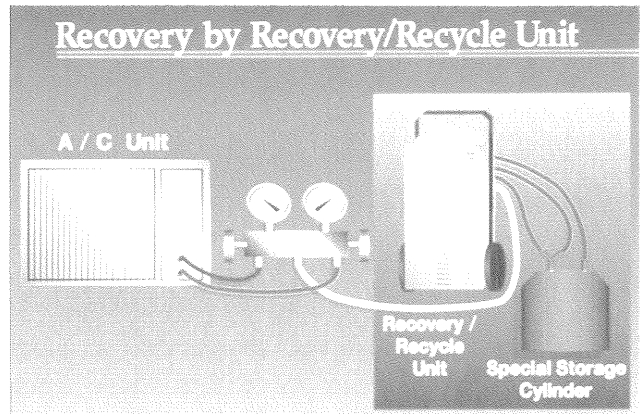 Recovery by Recovery/Recycle Unit
A / C Unit
Recovery /
Recycle
Unit
Special Storage
Cylinder